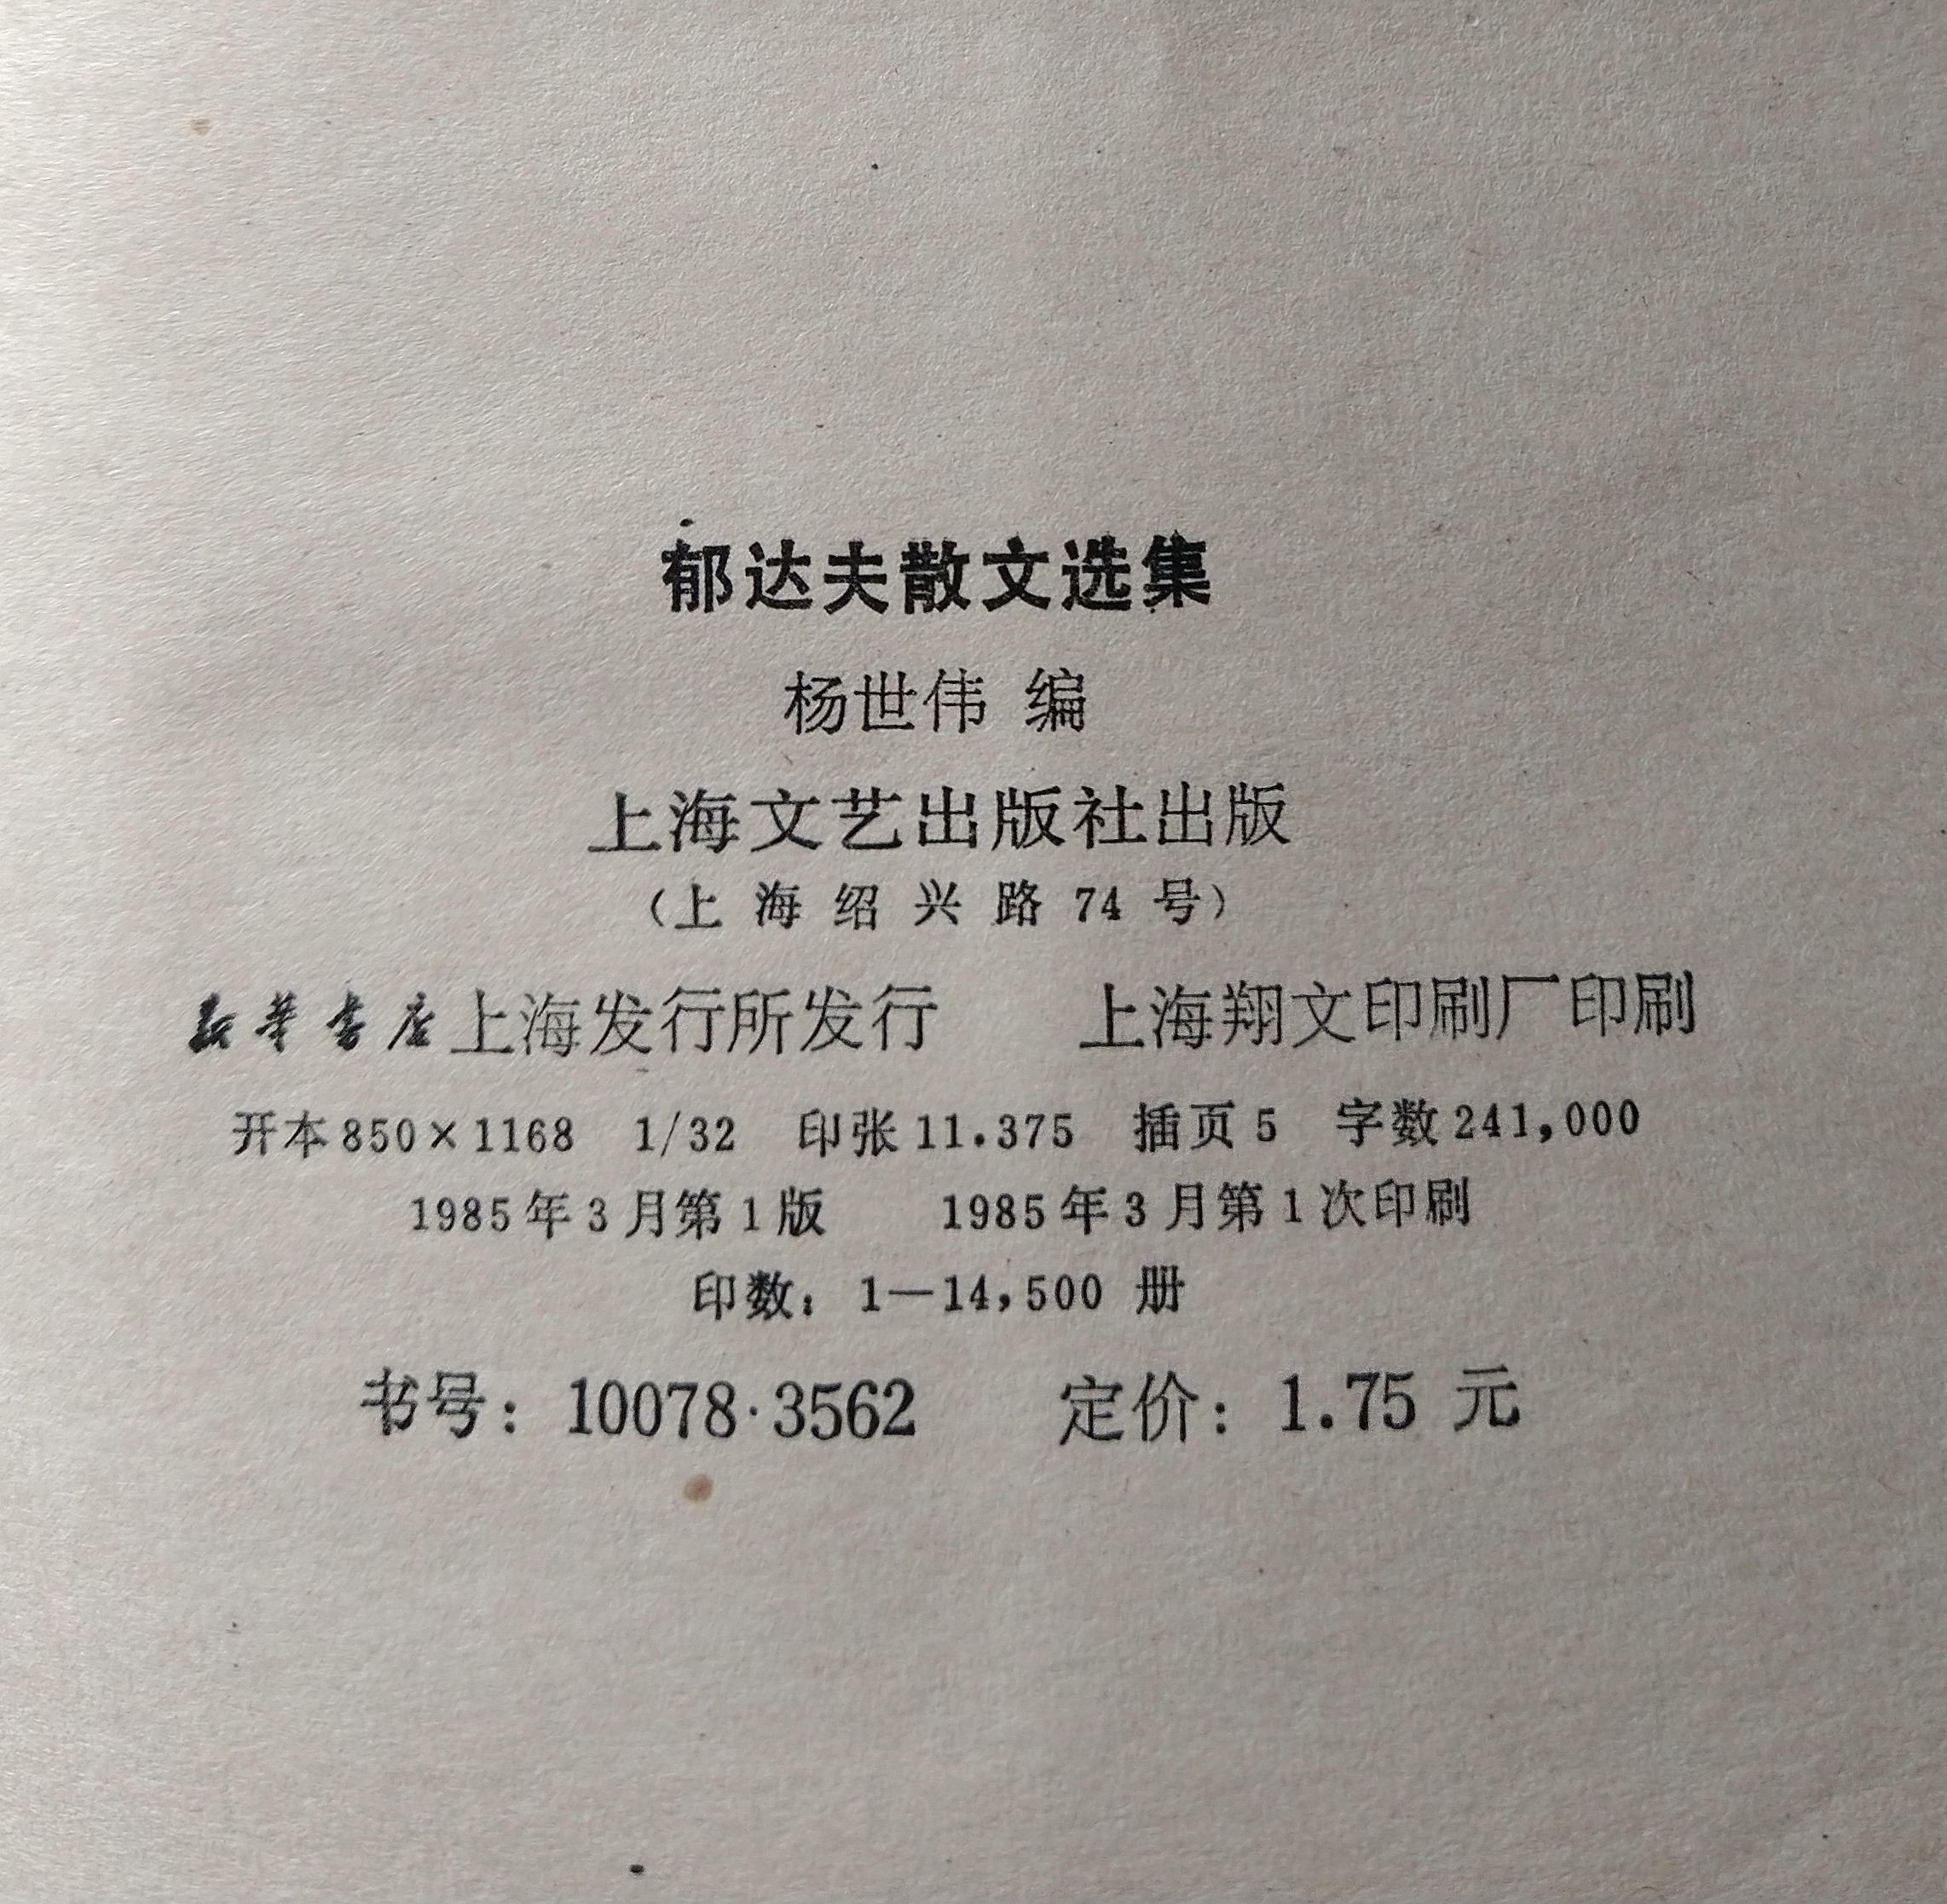 郁达夫散文选集
杨世伟 编
上海文艺出版社出版
（上 海 绍 兴 路 74 号）
新华书店上海发行所发行 上海翔文印刷厂印刷
开本850×1168 1/32 印张11.375 插页5 字数241,000
1985年3月第1版 1985年3月第1次印刷
印数：1—14,500 册
书号：10078·3562 定价：1.75 元